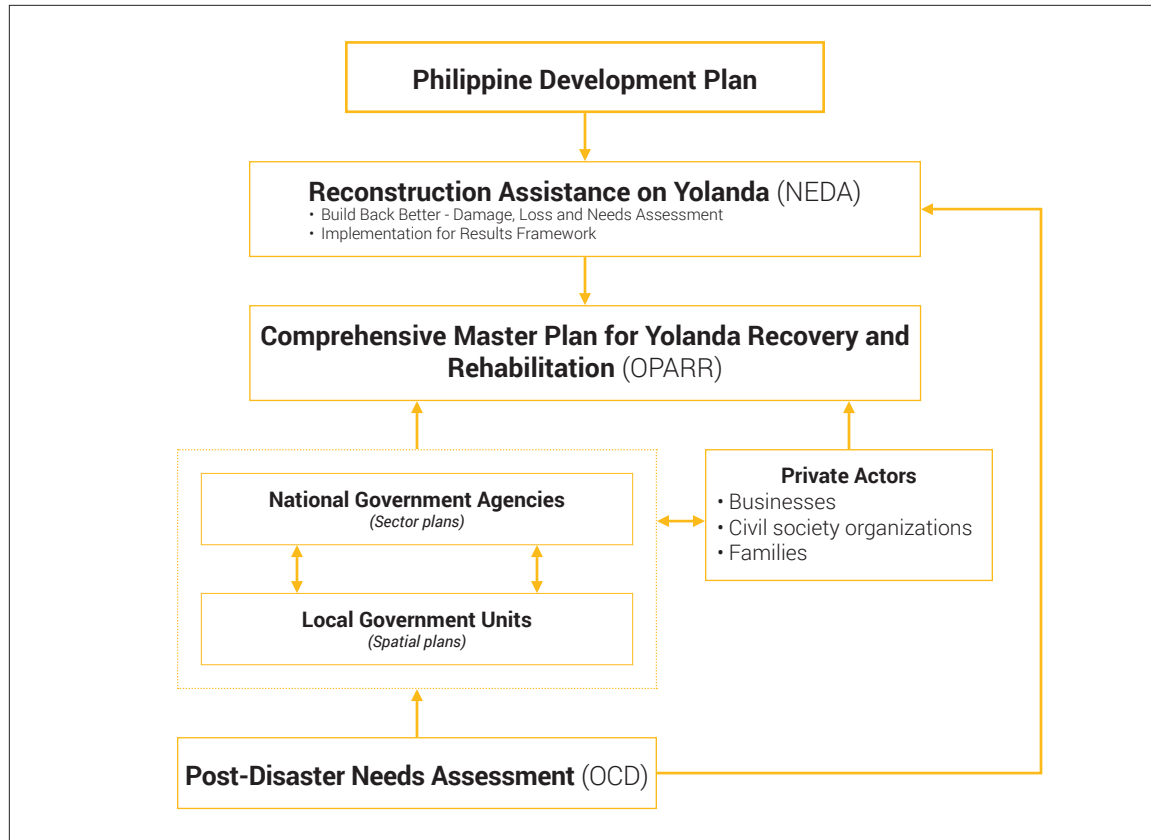 Philippine Development Plan
Reconstruction Assistance on Yolanda (NEDA)
• Build Back Better - Damage, Loss and Needs Assessment
• Implementation for Results Framework
Comprehensive Master Plan for Yolanda Recovery and
Rehabilitation (OPARR)
National Government Agencies
(Sector plans)
Local Government Units
(Spatial plans)
Private Actors
• Businesses
• Civil society organizations
• Families
Post-Disaster Needs Assessment (OCD)